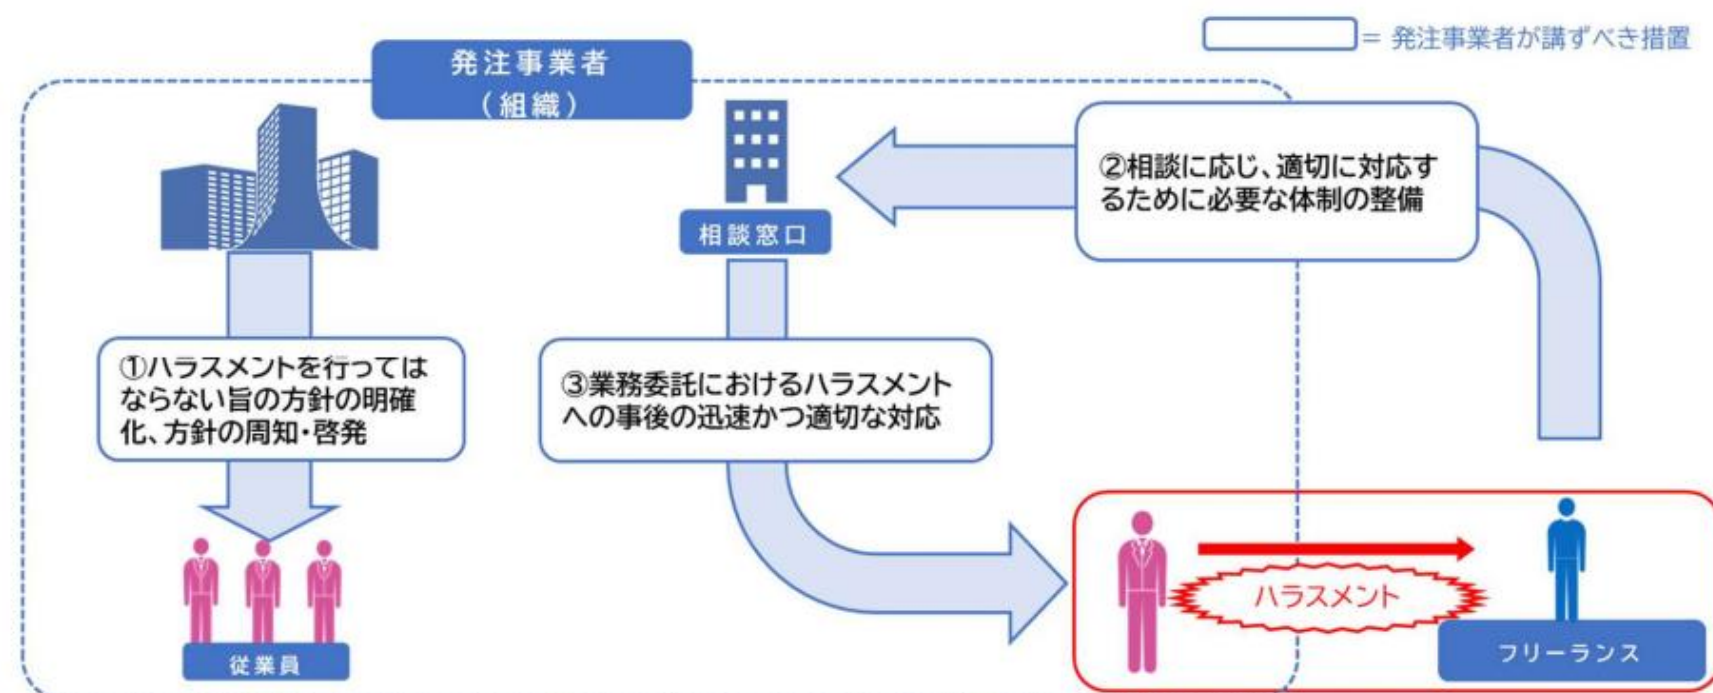 = 発注事業者が講ずべき措置
発注事業者
(組織)
②相談に応じ、適切に対応す
るために必要な体制の整備
相談窓口
①ハラスメントを行っては
ならない旨の方針の明確
化、方針の周知・啓発
③業務委託におけるハラスメント
への事後の迅速かつ適切な対応
ハラスメント
従業員
フリーランス